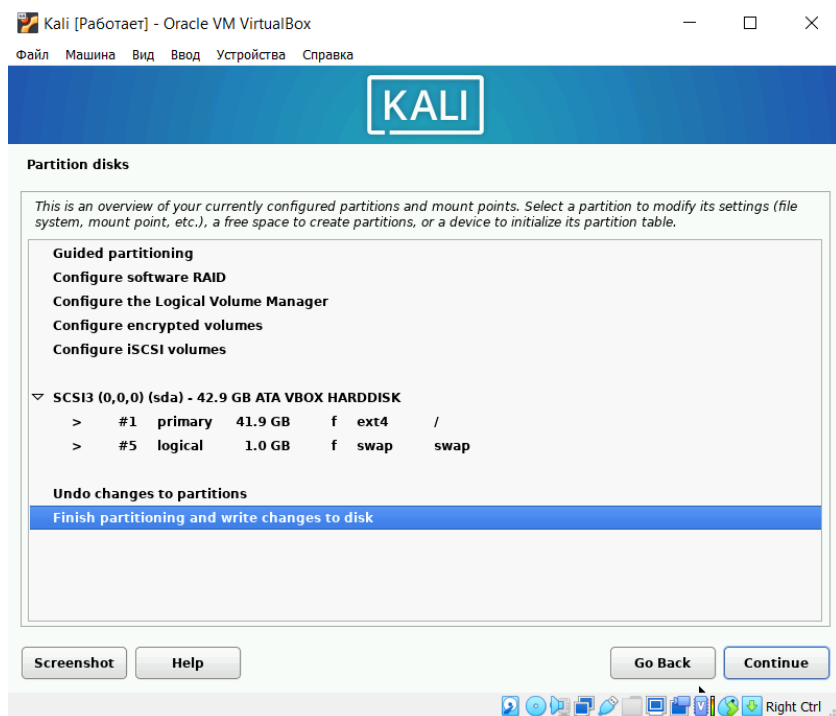 Kali [Работает] - Oracle VM VirtualBox
Файл Машина Вид Ввод Устройства Справка
KALI
Partition disks
This is an overview of your currently configured partitions and mount points. Select a partition to modify its settings (file
system, mount point, etc.), a free space to create partitions, or a device to initialize its partition table.
Guided partitioning
Configure software RAID
Configure the Logical Volume Manager
Configure encrypted volumes
Configure iSCSI volumes
SCSI3 (0,0,0) (sda) - 42.9 GB ATA VBOX HARDDISK
> #1 primary 41.9 GB f ext4 /
> #5 logical 1.0 GB f swap swap
Undo changes to partitions
Finish partitioning and write changes to disk
Screenshot Help Go Back Continue
Right Ctrl